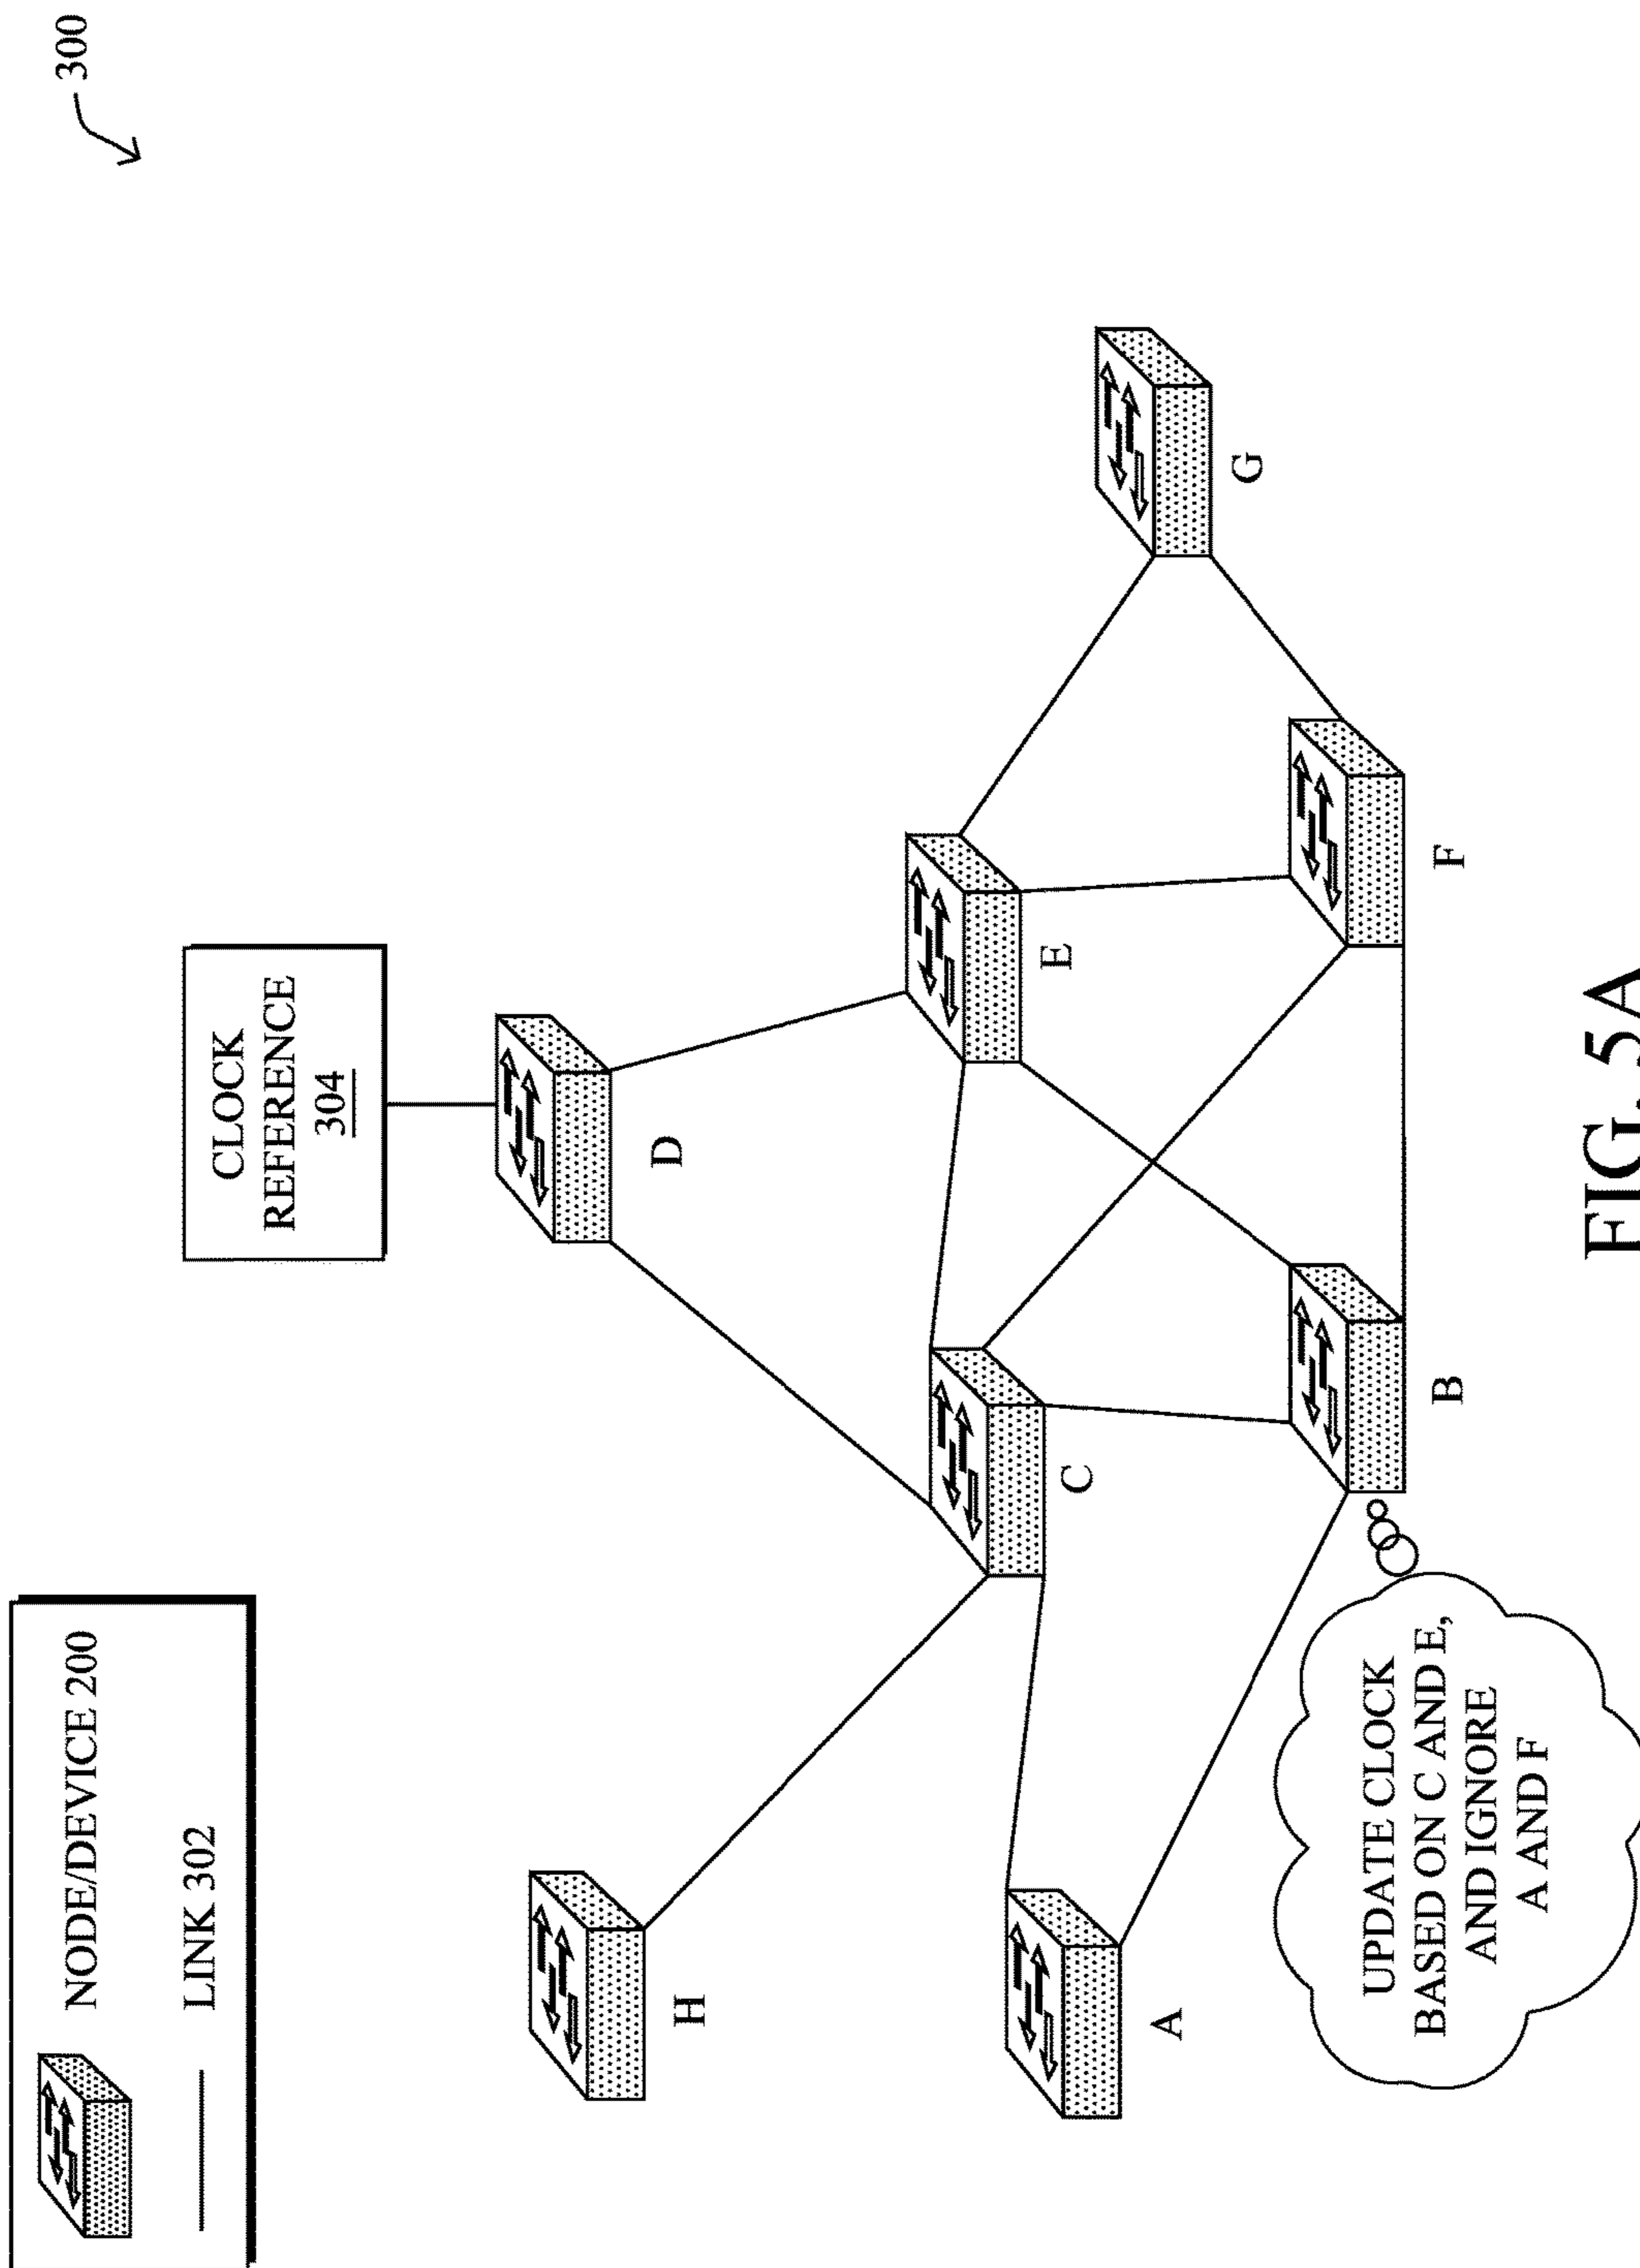 300
NODE/DEVICE 200
LINK 302
CLOCK
REFERENCE
304
D
H
E
C
G
A
B
F
UPDATE CLOCK
BASED ON C AND E,
AND IGNORE
A AND F
FIG. 5A